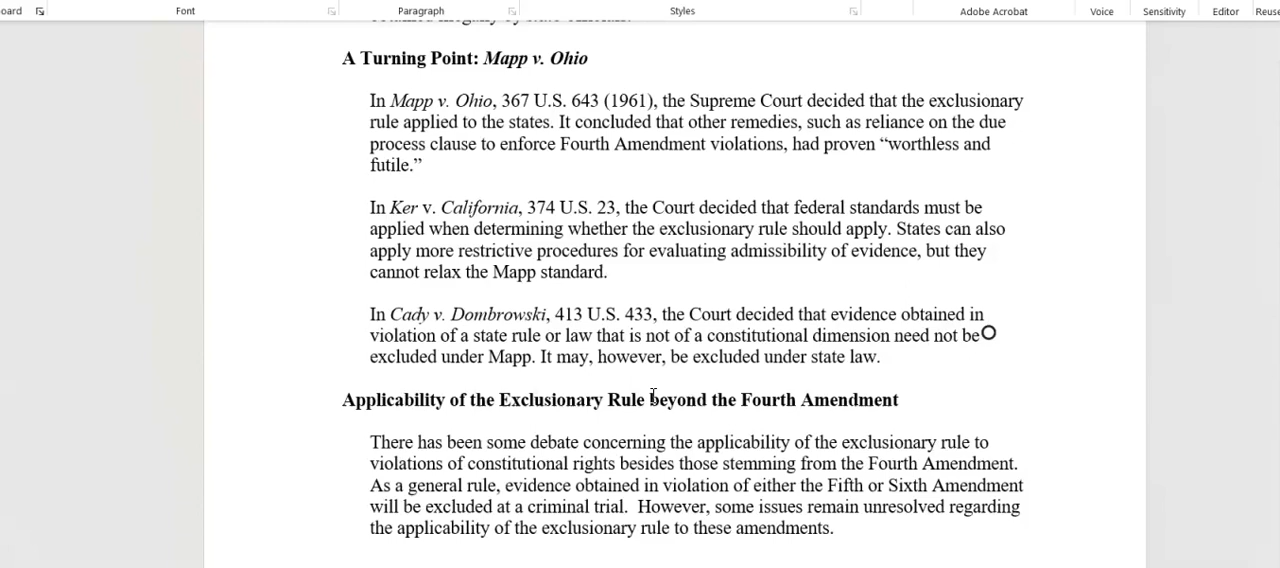 Font Paragraph Styles Adobe Acrobat Voice Sensitivity Editor
A Turning Point: Mapp v. Ohio
In Mapp v. Ohio, 367 U.S. 643 (1961), the Supreme Court decided that the exclusionary
rule applied to the states. It concluded that other remedies, such as reliance on the due
process clause to enforce Fourth Amendment violations, had proven “worthless and
futile.”
In Ker v. California, 374 U.S. 23, the Court decided that federal standards must be
applied when determining whether the exclusionary rule should apply. States can also
apply more restrictive procedures for evaluating admissibility of evidence, but they
cannot relax the Mapp standard.
In Cady v. Dombrowski, 413 U.S. 433, the Court decided that evidence obtained in
violation of a state rule or law that is not of a constitutional dimension need not be
excluded under Mapp. It may, however, be excluded under state law.
Applicability of the Exclusionary Rule beyond the Fourth Amendment
There has been some debate concerning the applicability of the exclusionary rule to
violations of constitutional rights besides those stemming from the Fourth Amendment.
As a general rule, evidence obtained in violation of either the Fifth or Sixth Amendment
will be excluded at a criminal trial.  However, some issues remain unresolved regarding
the applicability of the exclusionary rule to these amendments.